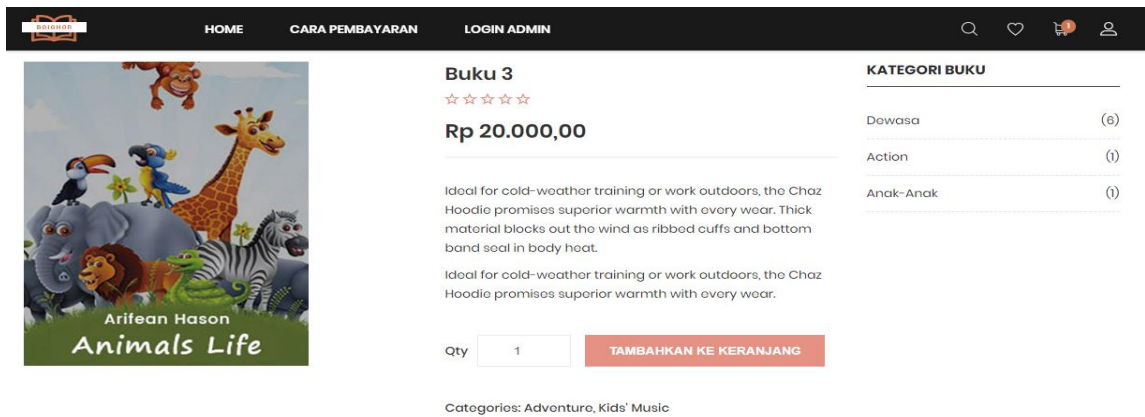 BOIGHOR
HOME
CARA PEMBAYARAN
LOGIN ADMIN
1
Arifean Hason
Animals Life
Buku 3
Rp 20.000,00
Ideal for cold-weather training or work outdoors, the Chaz
Hoodie promises superior warmth with every wear. Thick
material blocks out the wind as ribbed cuffs and bottom
band seal in body heat.
Ideal for cold-weather training or work outdoors, the Chaz
Hoodie promises superior warmth with every wear.
Qty 1 TAMBAHKAN KE KERANJANG
Categories: Adventure, Kids' Music
KATEGORI BUKU
Dewasa (6)
Action (1)
Anak-Anak (1)